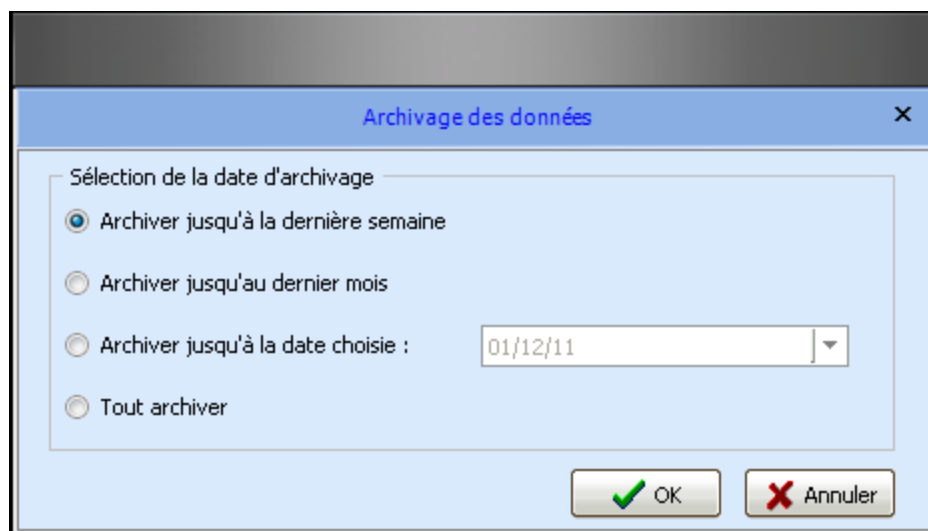 Archivage des données
Sélection de la date d'archivage
Archiver jusqu'à la dernière semaine
Archiver jusqu'au dernier mois
Archiver jusqu'à la date choisie : 01/12/11
Tout archiver
OK Annuler